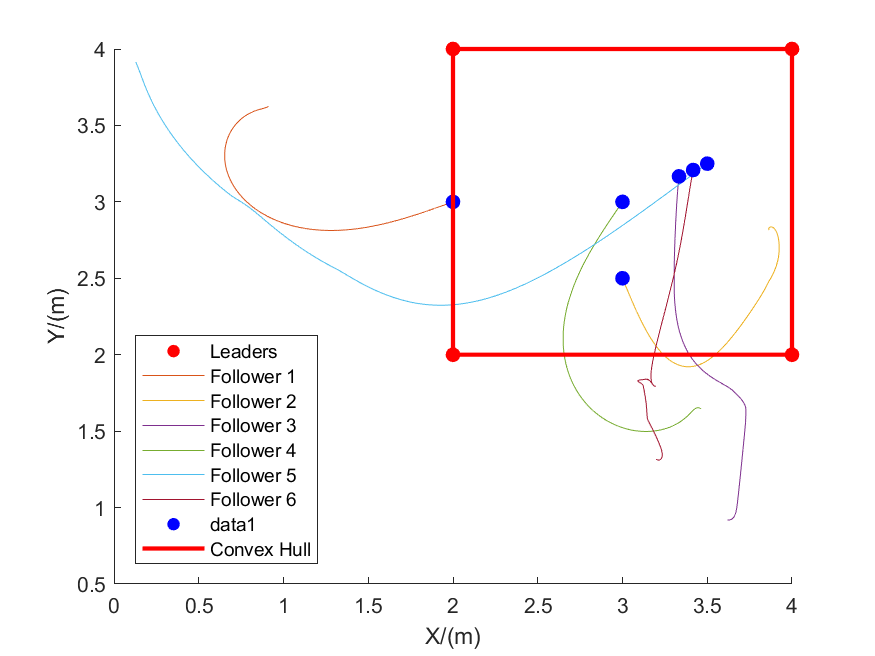 4
3.5
3
2.5
2
1.5
1
0.5
Y/(m)
Leaders
Follower 1
Follower 2
Follower 3
Follower 4
Follower 5
Follower 6
data1
Convex Hull
0 0.5 1 1.5 2 2.5 3 3.5 4
X/(m)